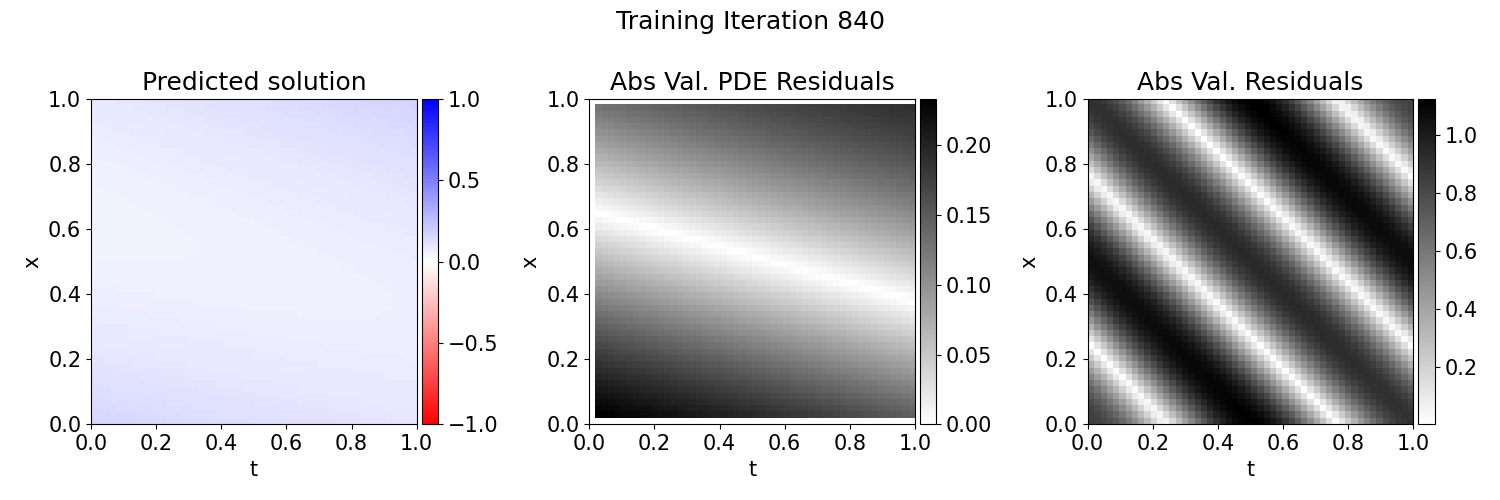 Training Iteration 840
Predicted solution
1.0
0.8
0.6
0.4
0.2
0.0
x
0.0 0.2 0.4 0.6 0.8 1.0
t
1.0
0.5
0.0
−0.5
−1.0
Abs Val. PDE Residuals
1.0
0.8
0.6
0.4
0.2
0.0
x
0.0 0.2 0.4 0.6 0.8 1.0
t
0.20
0.15
0.10
0.05
0.00
Abs Val. Residuals
1.0
0.8
0.6
0.4
0.2
0.0
x
0.0 0.2 0.4 0.6 0.8 1.0
t
1.0
0.8
0.6
0.4
0.2